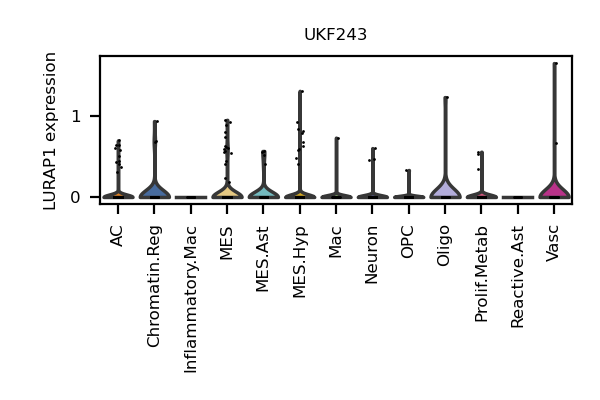 UKF243
LURAP1 expression
1
0
AC
Chromatin.Reg
Inflammatory.Mac
MES
MES.Ast
MES.Hyp
Mac
Neuron
OPC
Oligo
Prolif.Metab
Reactive.Ast
Vasc